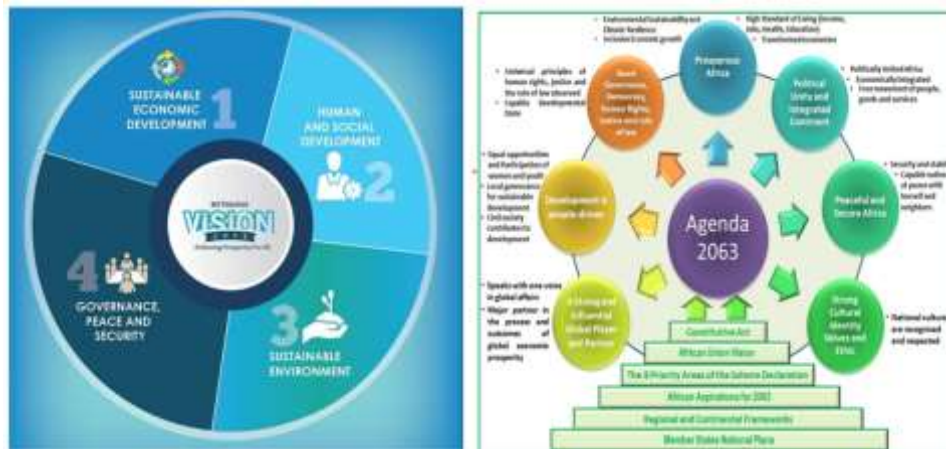 SUSTAINABLE
ECONOMIC
DEVELOPMENT
1
HUMAN
AND SOCIAL
DEVELOPMENT
2
3
SUSTAINABLE
ENVIRONMENT
4
GOVERNANCE,
PEACE AND
SECURITY
VISION
Agenda
2063
Prosperous
Africa
Political
Unity and
Integrated
Continent
Peaceful and
Secure Africa
Strong
Cultural
Identity
Values and
A Strong and
Influential
Global Player
and Partner
Development is
people-driven
Good
Governance,
Democracy,
Human Rights,
Justice and rule
of law
• Environmental Sustainability and
Climate Resilience
• Inclusive Economic growth
• High Standard of Living (Income,
Jobs, Health, Education)
• Transformed economies
• Universal principles of
human rights, justice and
the rule of law observed
• Capable Developmental
State
• Politically United Africa
• Economically Integrated
• Free movement of people,
goods and services
• Equal opportunities
and Participation of
women and youth
• Local governance
for sustainable
development
• Civil society
contributes to
development
• Security and
• Capable
of peace with
and
neighbors
• Speaks with one voice
in global affairs
• Major partner in
the process and
outcomes of
global economic
prosperity
• National culture
are recognised
and respected
Constitutive Act
African Union Vision
The 8 Priority Areas of the Solemn Declaration
African Aspirations for 2063
Regional and Continental Frameworks
Member States National Plans